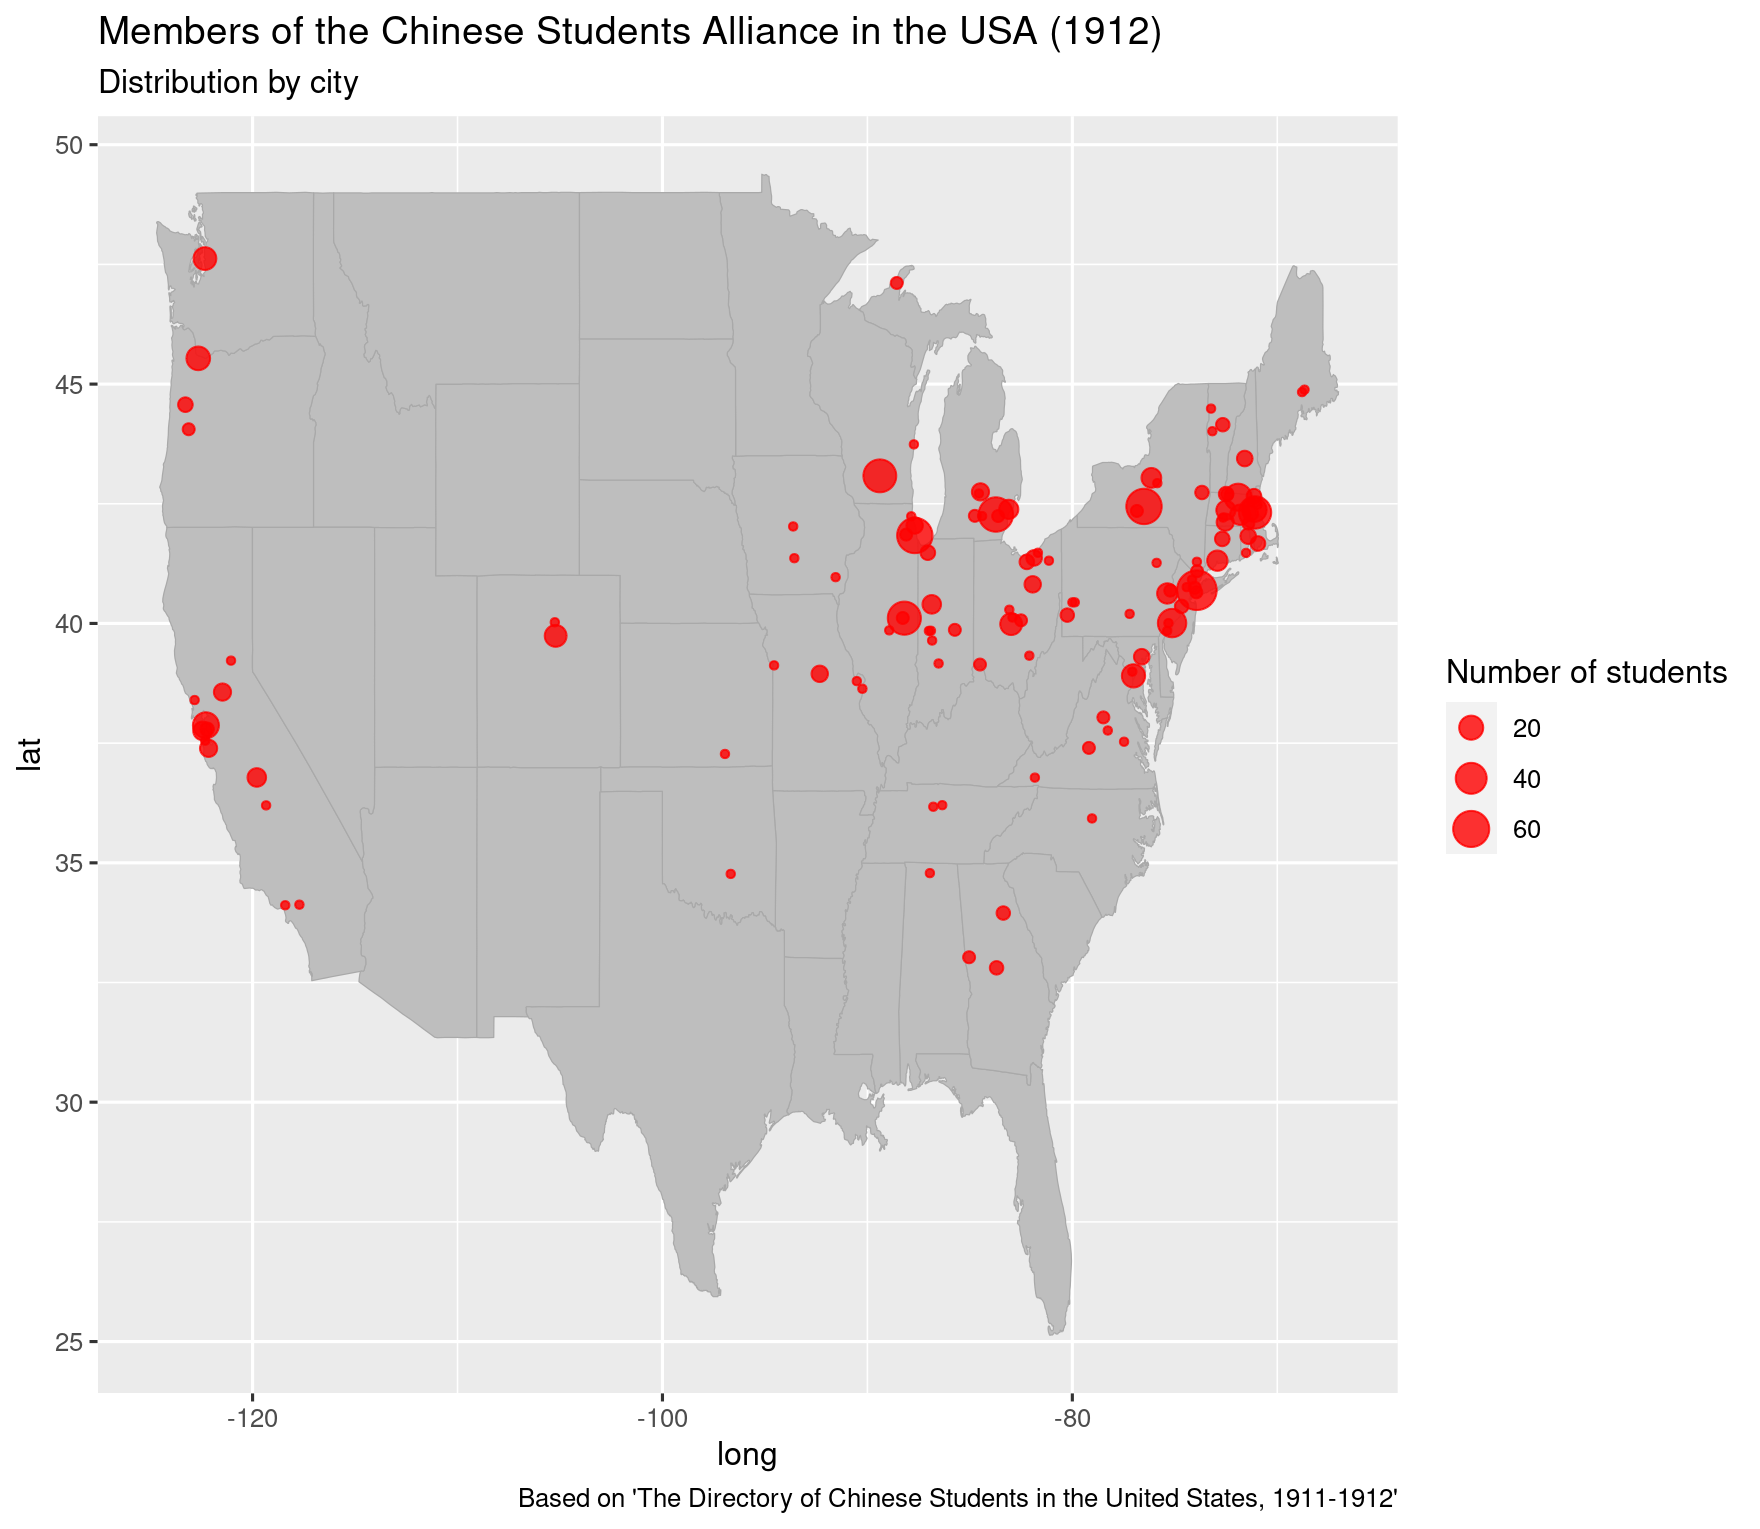 Members of the Chinese Students Alliance in the USA (1912)
Distribution by city
50
45
40
35
30
25
lat
-120
-100
-80
long
Number of students
20
40
60
Based on 'The Directory of Chinese Students in the United States, 1911-1912'